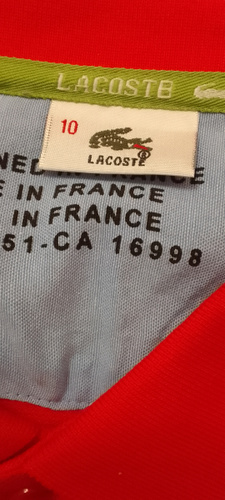 LACOSTE
10
LACOSTE
NED IN FRANCE
E IN FRANCE
IN FRANCE
51-CA 16998